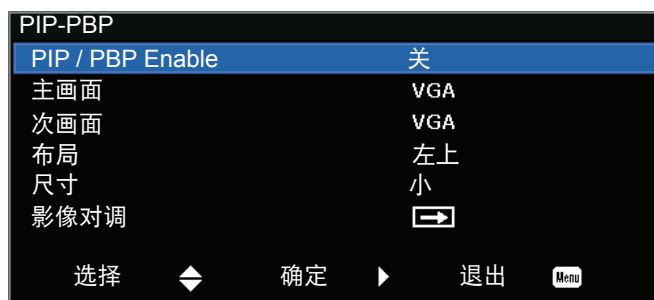 PIP-PBP
PIP / PBP Enable 关
主画面 VGA
次画面 VGA
布局 左上
尺寸 小
影像对调
选择 确定 退出 Menu